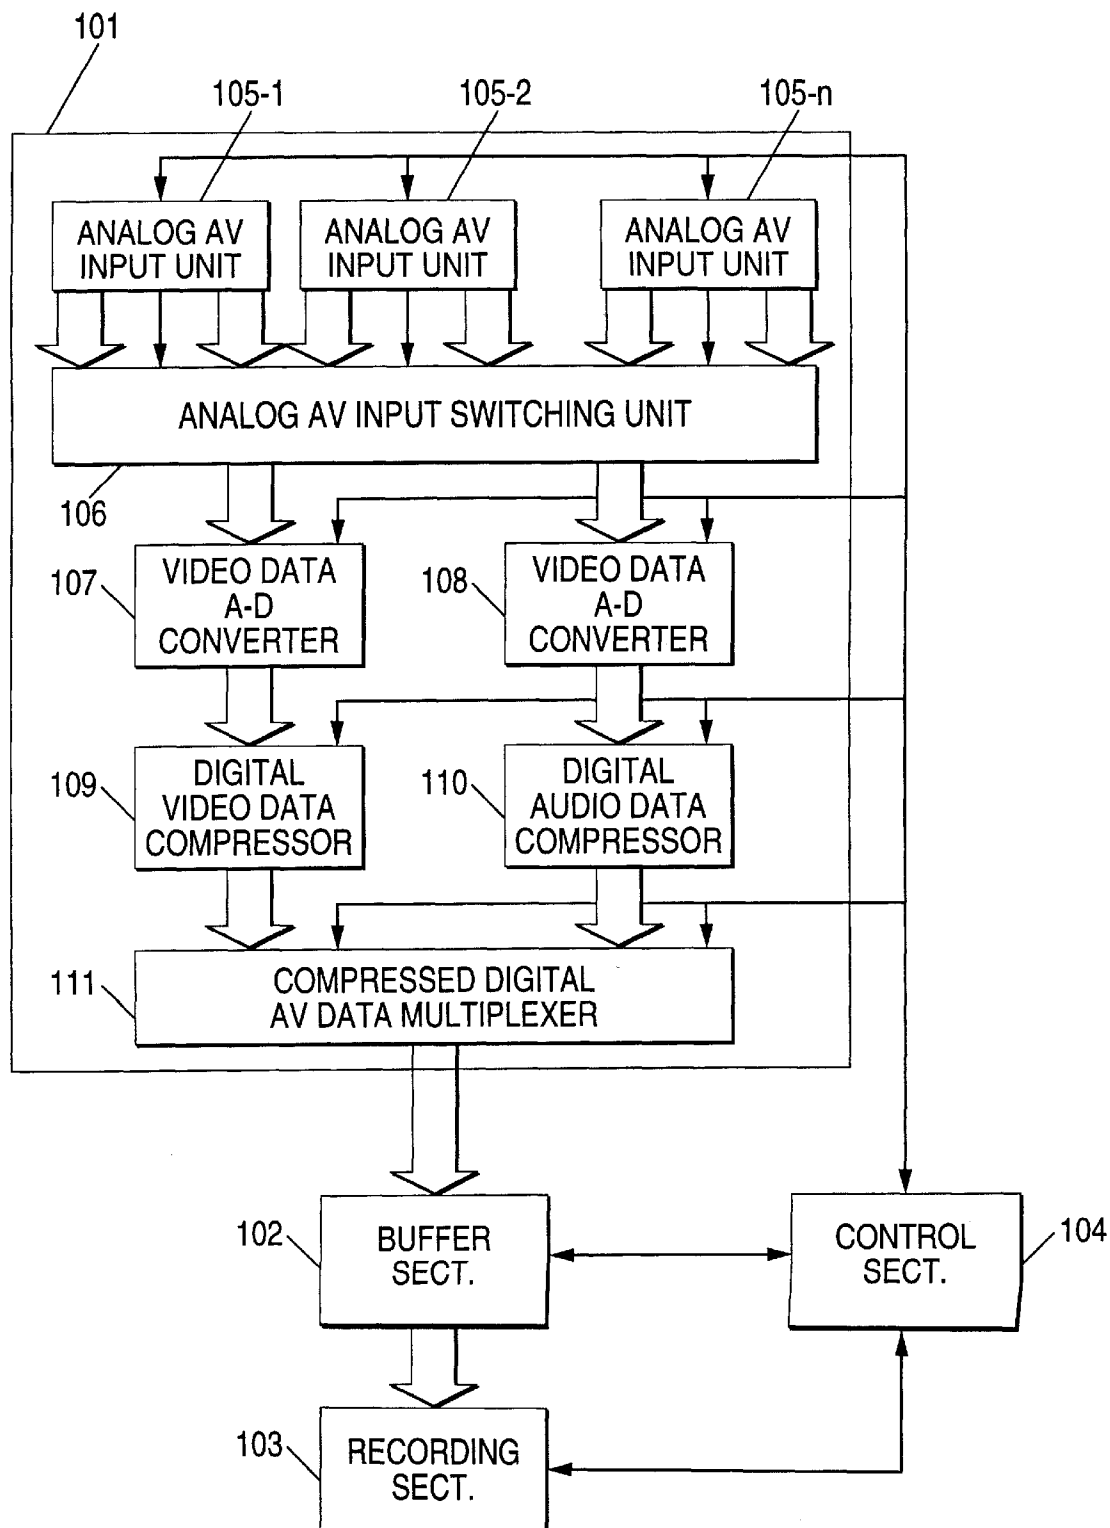 101
105-1
105-2
105-n
ANALOG AV
INPUT UNIT
ANALOG AV
INPUT UNIT
ANALOG AV
INPUT UNIT
ANALOG AV INPUT SWITCHING UNIT
106
107
VIDEO DATA
A-D
CONVERTER
108
VIDEO DATA
A-D
CONVERTER
109
DIGITAL
VIDEO DATA
COMPRESSOR
110
DIGITAL
AUDIO DATA
COMPRESSOR
111
COMPRESSED DIGITAL
AV DATA MULTIPLEXER
102
BUFFER
SECT.
CONTROL
SECT.
104
103
RECORDING
SECT.